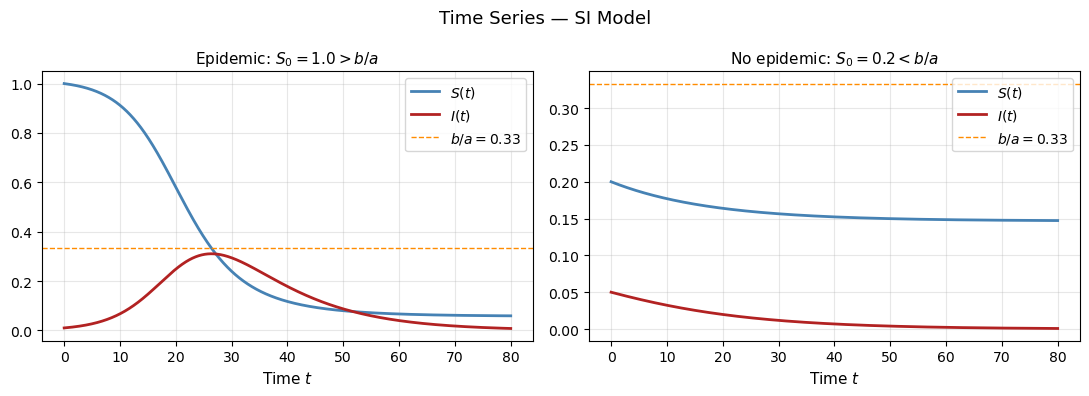 Time Series — SI Model
Epidemic: $S_0 = 1.0 > b/a$
1.0
0.8
0.6
0.4
0.2
0.0
0 10 20 30 40 50 60 70 80
Time $t$
$S(t)$
$I(t)$
$b/a = 0.33$
No epidemic: $S_0 = 0.2 < b/a$
0.30
0.25
0.20
0.15
0.10
0.05
0.00
0 10 20 30 40 50 60 70 80
Time $t$
$S(t)$
$I(t)$
$b/a = 0.33$